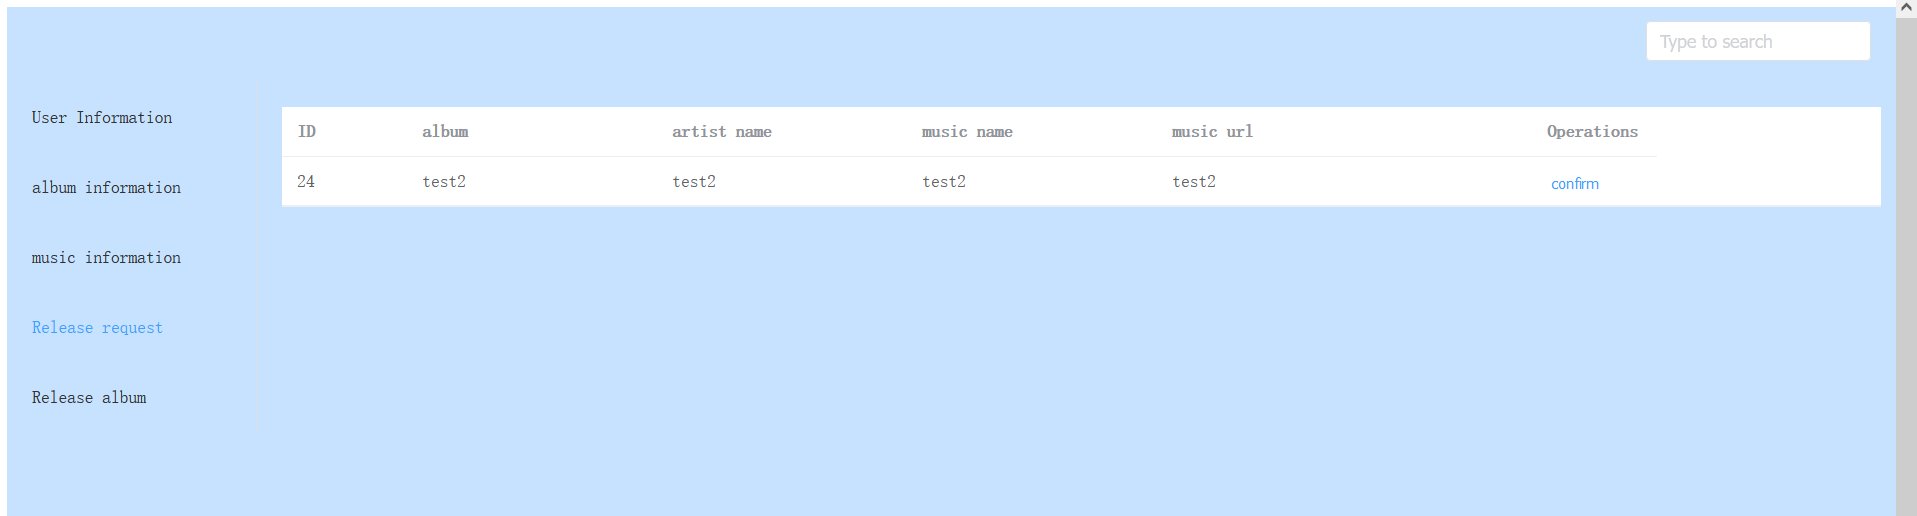 Type to search
User Information
album information
music information
Release request
Release album
ID album artist name music name music url Operations
24 test2 test2 test2 test2 confirm